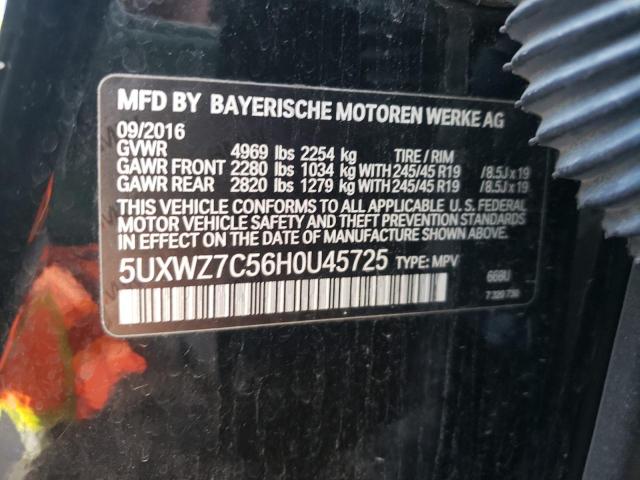 MFD BY BAYERISCHE MOTOREN WERKE AG
09/2016
GVWR 4969 lbs 2254 kg TIRE / RIM
GAWR FRONT 2280 lbs 1034 kg WITH 245/45 R19 /8.5J x 19
GAWR REAR 2820 lbs 1279 kg WITH 245/45 R19 /8.5J x 19
THIS VEHICLE CONFORMS TO ALL APPLICABLE U. S. FEDERAL
MOTOR VEHICLE SAFETY AND THEFT PREVENTION STANDARDS
IN EFFECT ON THE DATE OF MANUFACTURE SHOWN ABOVE.
5UXWZ7C56H0U45725 TYPE: MPV
668U